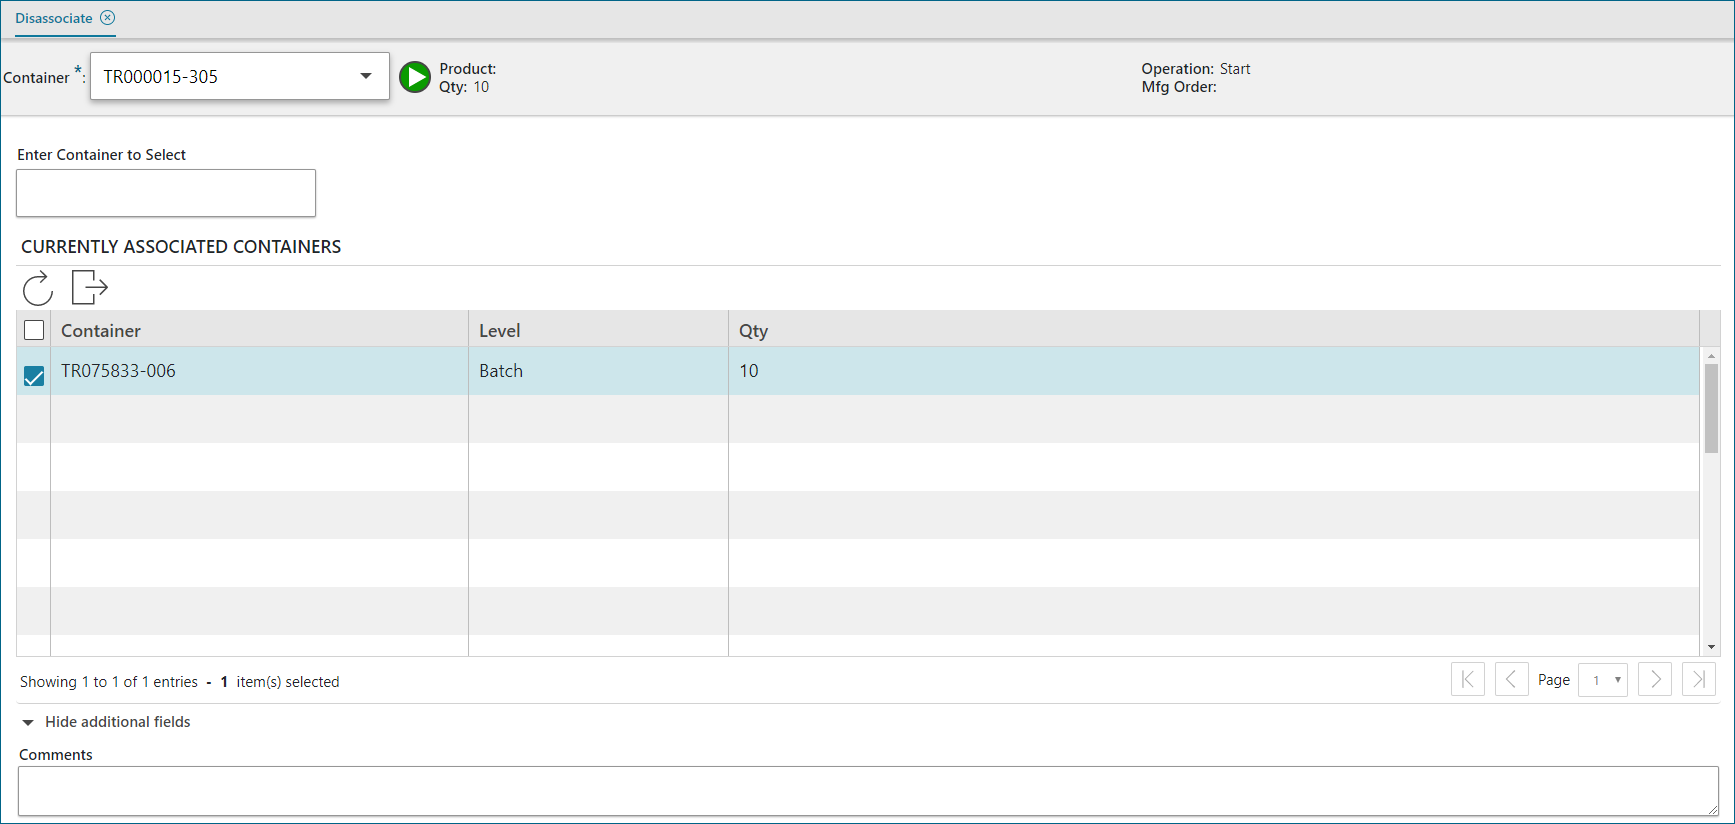 Disassociate
Container *: TR000015-305
Product:
Qty: 10
Operation: Start
Mfg Order:
Enter Container to Select
CURRENTLY ASSOCIATED CONTAINERS
Container Level Qty
TR075833-006 Batch 10
Showing 1 to 1 of 1 entries - 1 item(s) selected
Page 1
Hide additional fields
Comments